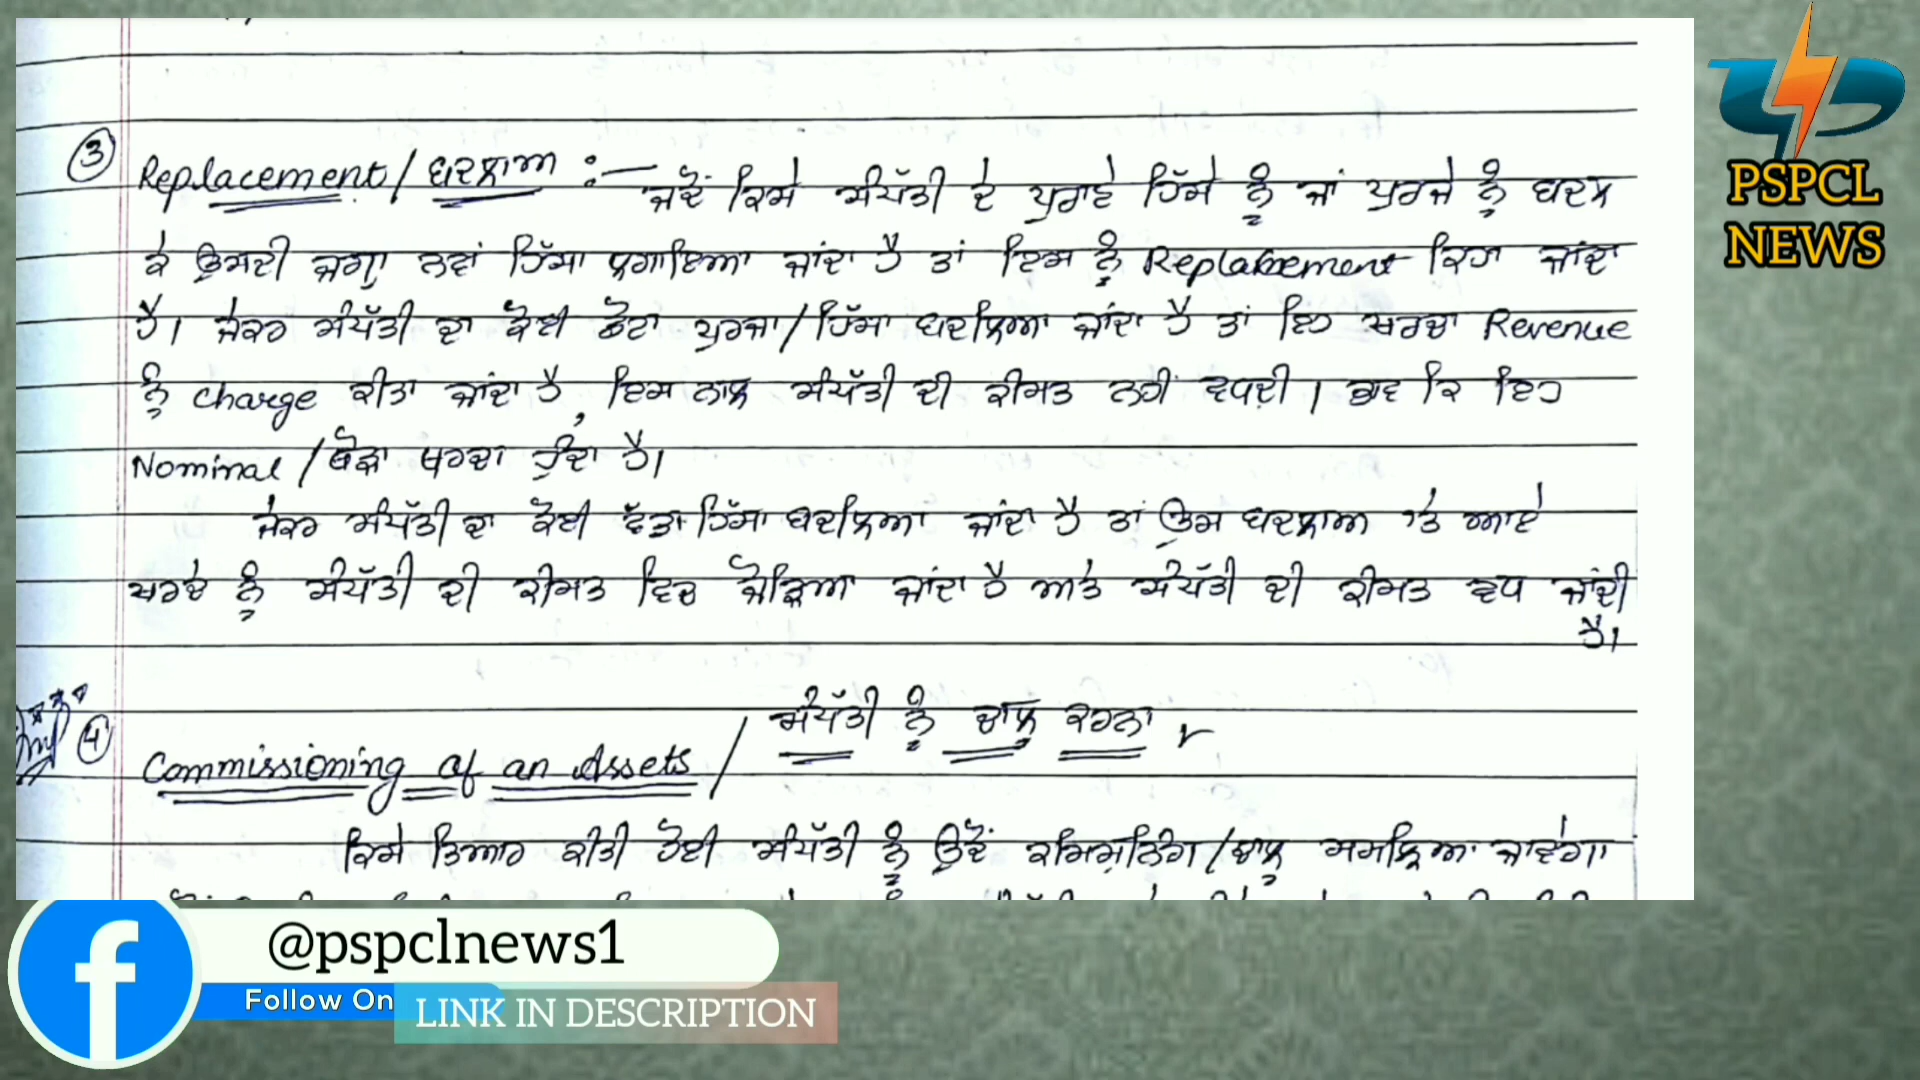 ③ Replacement / ਬਦਲਾਅ :— ਜਦੋਂ ਕਿਸੇ ਸੰਪੱਤੀ ਦੇ ਪੁਰਾਣੇ ਹਿੱਸੇ ਨੂੰ ਜਾਂ ਪੁਰਜੇ ਨੂੰ ਬਦਲ
ਕੇ ਉਸਦੀ ਜਗ੍ਹਾ ਨਵਾਂ ਹਿੱਸਾ ਲਗਾਇਆ ਜਾਂਦਾ ਹੈ ਤਾਂ ਇਸ ਨੂੰ Replacement ਕਿਹਾ ਜਾਂਦਾ
ਹੈ। ਜੇਕਰ ਸੰਪੱਤੀ ਦਾ ਕੋਈ ਛੋਟਾ ਪੁਰਜਾ/ਹਿੱਸਾ ਬਦਲਿਆ ਜਾਂਦਾ ਹੈ ਤਾਂ ਇਹ ਖਰਚਾ Revenue
ਨੂੰ charge ਕੀਤਾ ਜਾਂਦਾ ਹੈ, ਇਸ ਨਾਲ ਸੰਪੱਤੀ ਦੀ ਕੀਮਤ ਨਹੀਂ ਵਧਦੀ। ਭਾਵ ਕਿ ਇਹ
Nominal /ਥੋੜਾ ਖਰਚਾ ਹੁੰਦਾ ਹੈ।
ਜੇਕਰ ਸੰਪੱਤੀ ਦਾ ਕੋਈ ਵੱਡਾ ਹਿੱਸਾ ਬਦਲਿਆ ਜਾਂਦਾ ਹੈ ਤਾਂ ਉਸ ਬਦਲਾਅ 'ਤੇ ਆਏ
ਖਰਚੇ ਨੂੰ ਸੰਪੱਤੀ ਦੀ ਕੀਮਤ ਵਿਚ ਜੋੜਿਆ ਜਾਂਦਾ ਹੈ ਅਤੇ ਸੰਪੱਤੀ ਦੀ ਕੀਮਤ ਵਧ ਜਾਂਦੀ
ਹੈ।
④ Commissioning of an Assets / ਸੰਪੱਤੀ ਨੂੰ ਚਾਲੂ ਕਰਨਾ
ਕਿਸੇ ਤਿਆਰ ਕੀਤੀ ਹੋਈ ਸੰਪੱਤੀ ਨੂੰ ਉਦੋਂ ਕਮਿਸ਼ਨਿੰਗ/ਚਾਲੂ ਸਮਝਿਆ ਜਾਵੇਗਾ
PSPCL
NEWS
@pspclnews1
Follow On
LINK IN DESCRIPTION